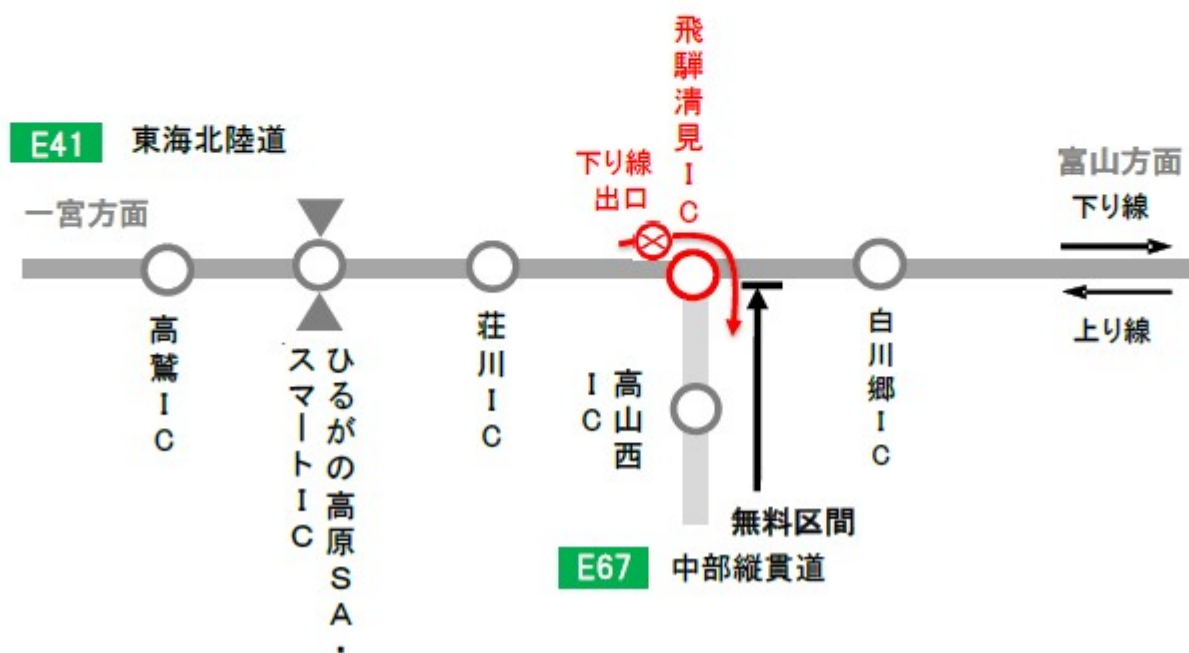 飛騨清見IC
E41 東海北陸道
下り線
出口
富山方面
一宮方面
下り線
上り線
高鷲IC
ひるがの高原SA・
スマートIC
荘川IC
高山西
IC
白川郷IC
無料区間
E67 中部縦貫道